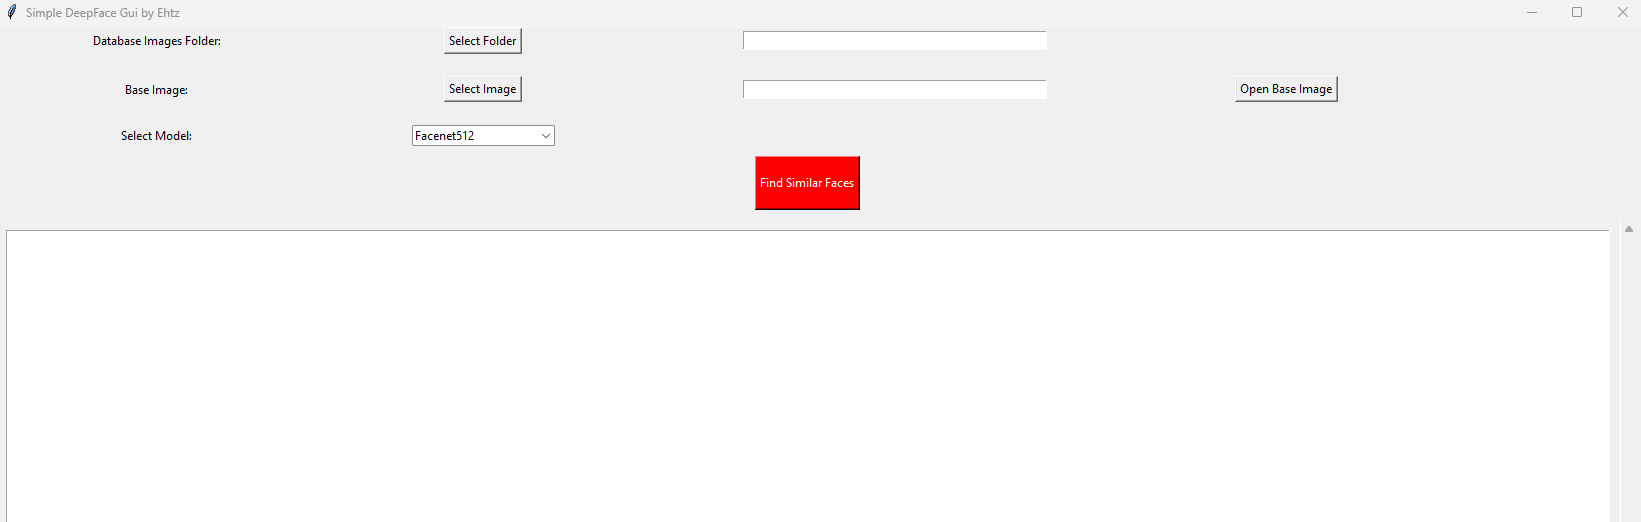 Simple DeepFace Gui by Ehtz
Database Images Folder: Select Folder
Base Image: Select Image Open Base Image
Select Model: Facenet512
Find Similar Faces